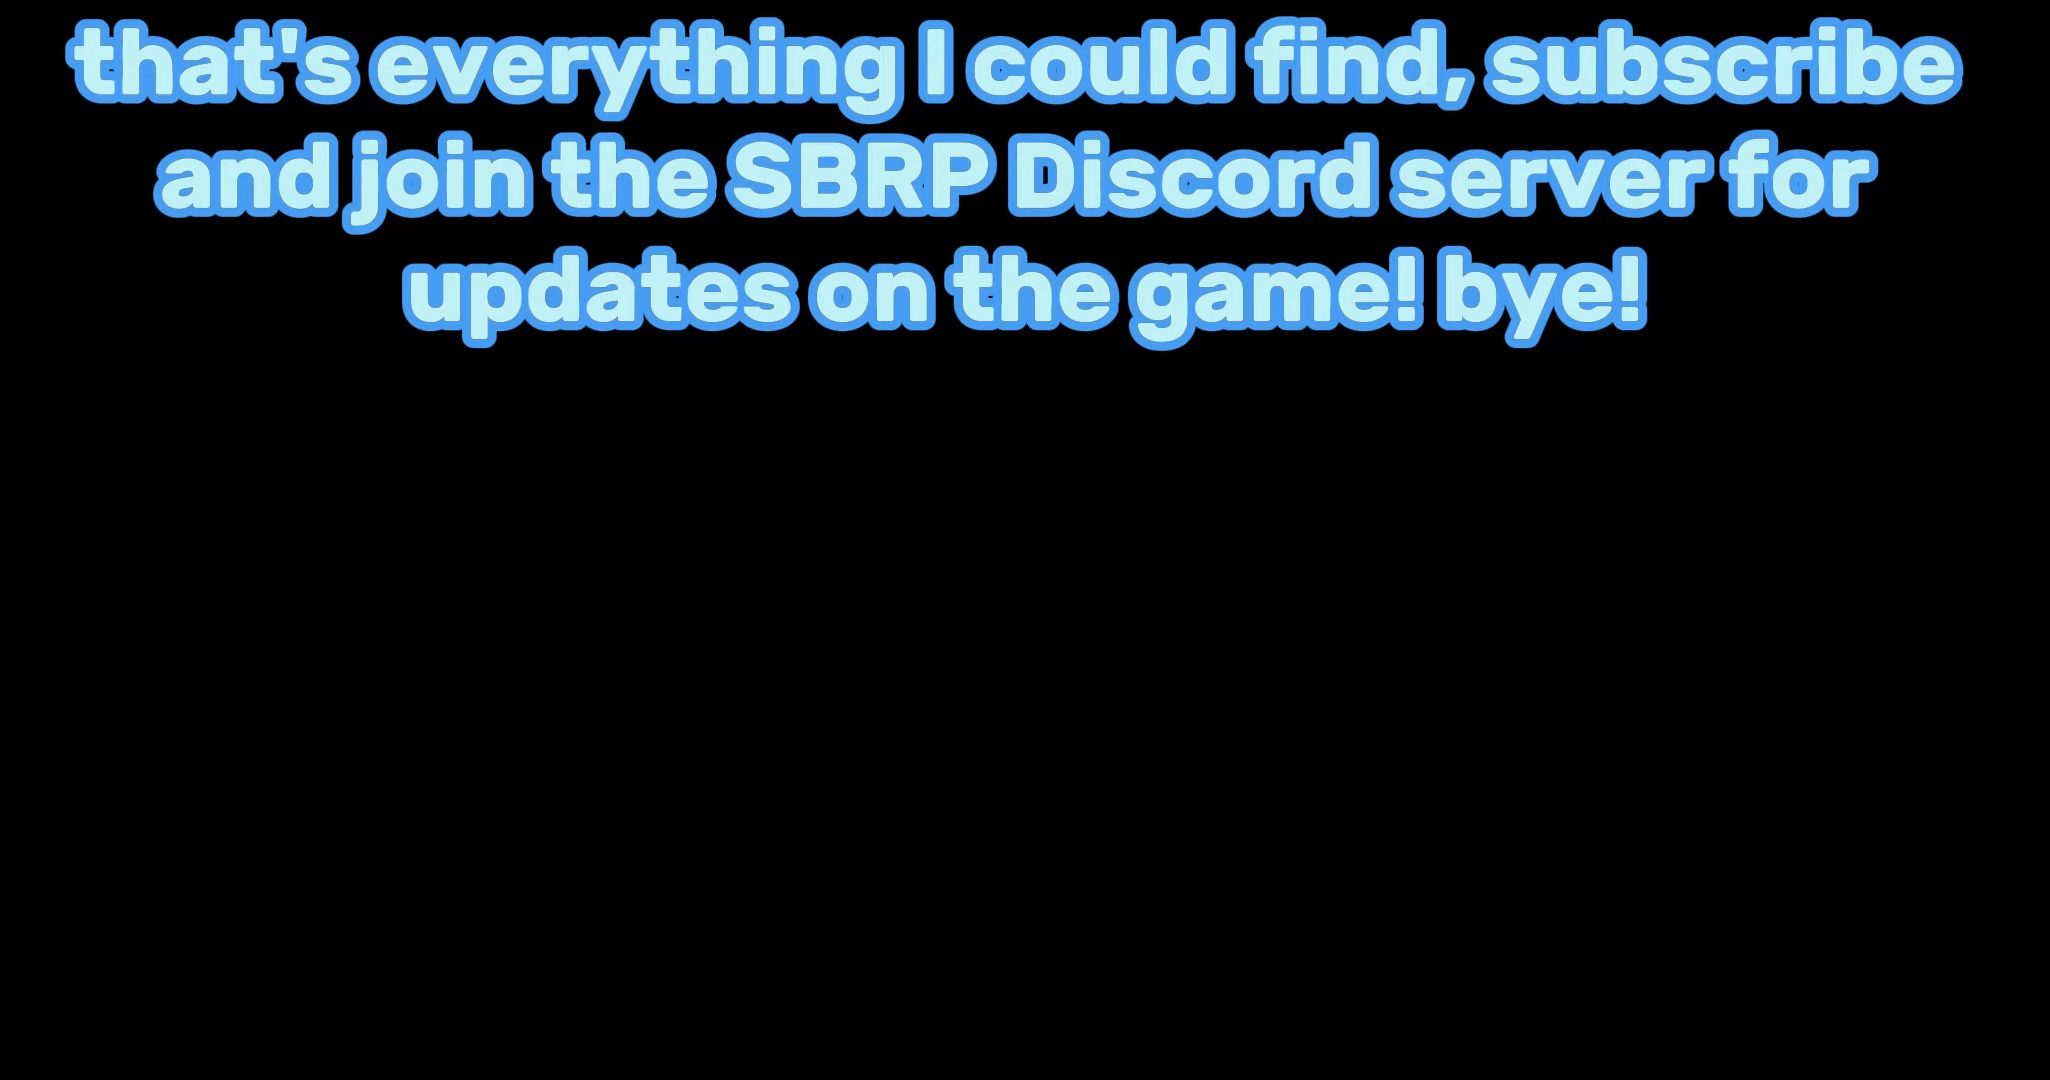 that's everything I could find, subscribe
and join the SBRP Discord server for
updates on the game! bye!